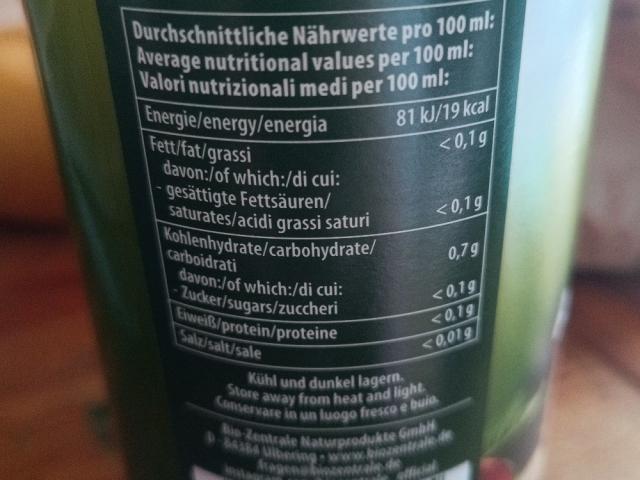 Durchschnittliche Nährwerte pro 100 ml:
Average nutritional values per 100 ml:
Valori nutrizionali medi per 100 ml:
Energie/energy/energia 81 kJ/19 kcal
Fett/fat/grassi < 0,1 g
davon:/of which:/di cui:
- gesättigte Fettsäuren/
saturates/acidi grassi saturi < 0,1 g
Kohlenhydrate/carbohydrate/
carboidrati 0,7 g
davon:/of which:/di cui:
- Zucker/sugars/zuccheri < 0,1 g
Eiweiß/protein/proteine < 0,1 g
Salz/salt/sale < 0,01 g
Kühl und dunkel lagern.
Store away from heat and light.
Conservare in un luogo fresco e buio.
Bio-Zentrale Naturprodukte GmbH
D - 84384 Ulbering • www.biozentrale.de
fragen@biozentrale.de